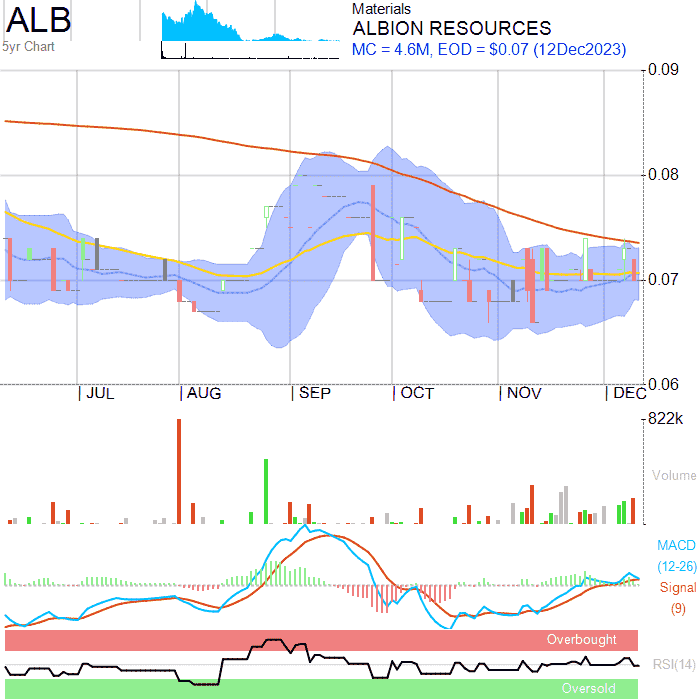 ALB
5yr Chart
Materials
ALBION RESOURCES
MC = 4.6M, EOD = $0.07 (12Dec2023)
0.09
0.08
0.07
0.06
JUL
AUG
SEP
OCT
NOV
DEC
822k
Volume
MACD
(12-26)
Signal
(9)
Overbought
RSI(14)
Oversold